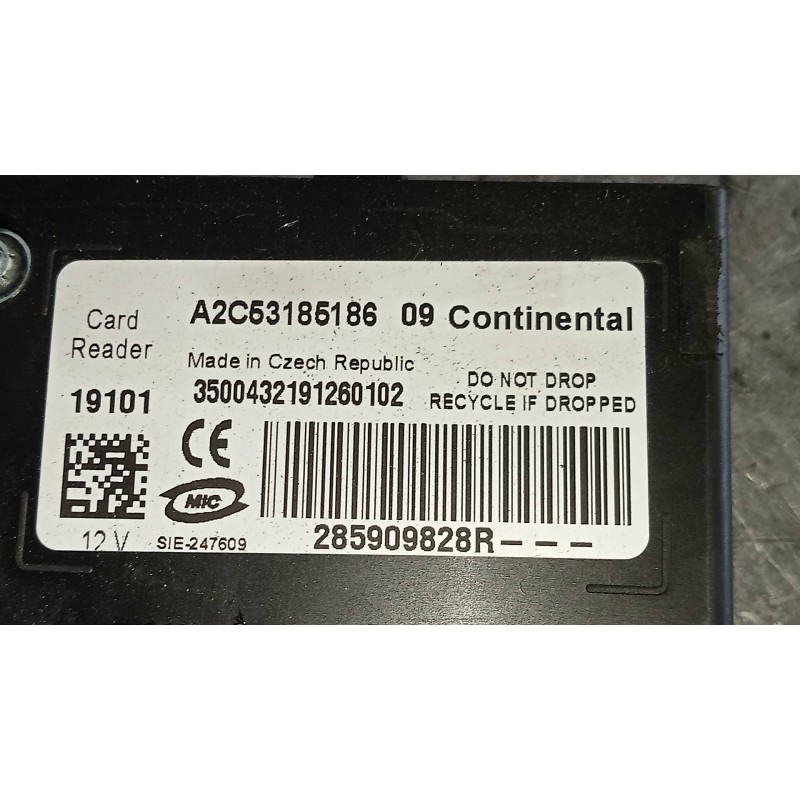 Card Reader
A2C53185186 09 Continental
Made in Czech Republic
DO NOT DROP
19101
3500432191260102
RECYCLE IF DROPPED
CE
MIC
12 V
SIE-247609
285909828R---